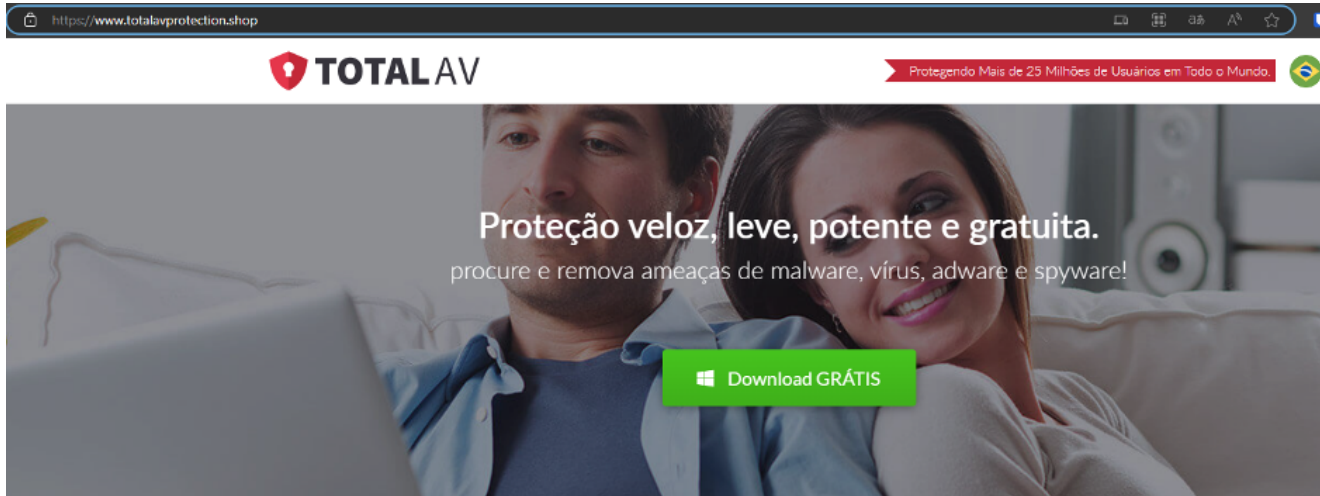 https://www.totalavprotection.shop
TOTAL AV
Protegendo Mais de 25 Milhões de Usuários em Todo o Mundo.
Proteção veloz, leve, potente e gratuita.
procure e remova ameaças de malware, vírus, adware e spyware!
Download GRÁTIS